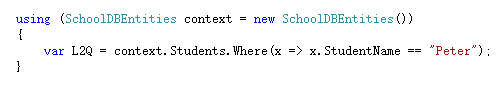 using (SchoolDBEntities context = new SchoolDBEntities())
{
    var L2Q = context.Students.Where(x => x.StudentName == "Peter");
}